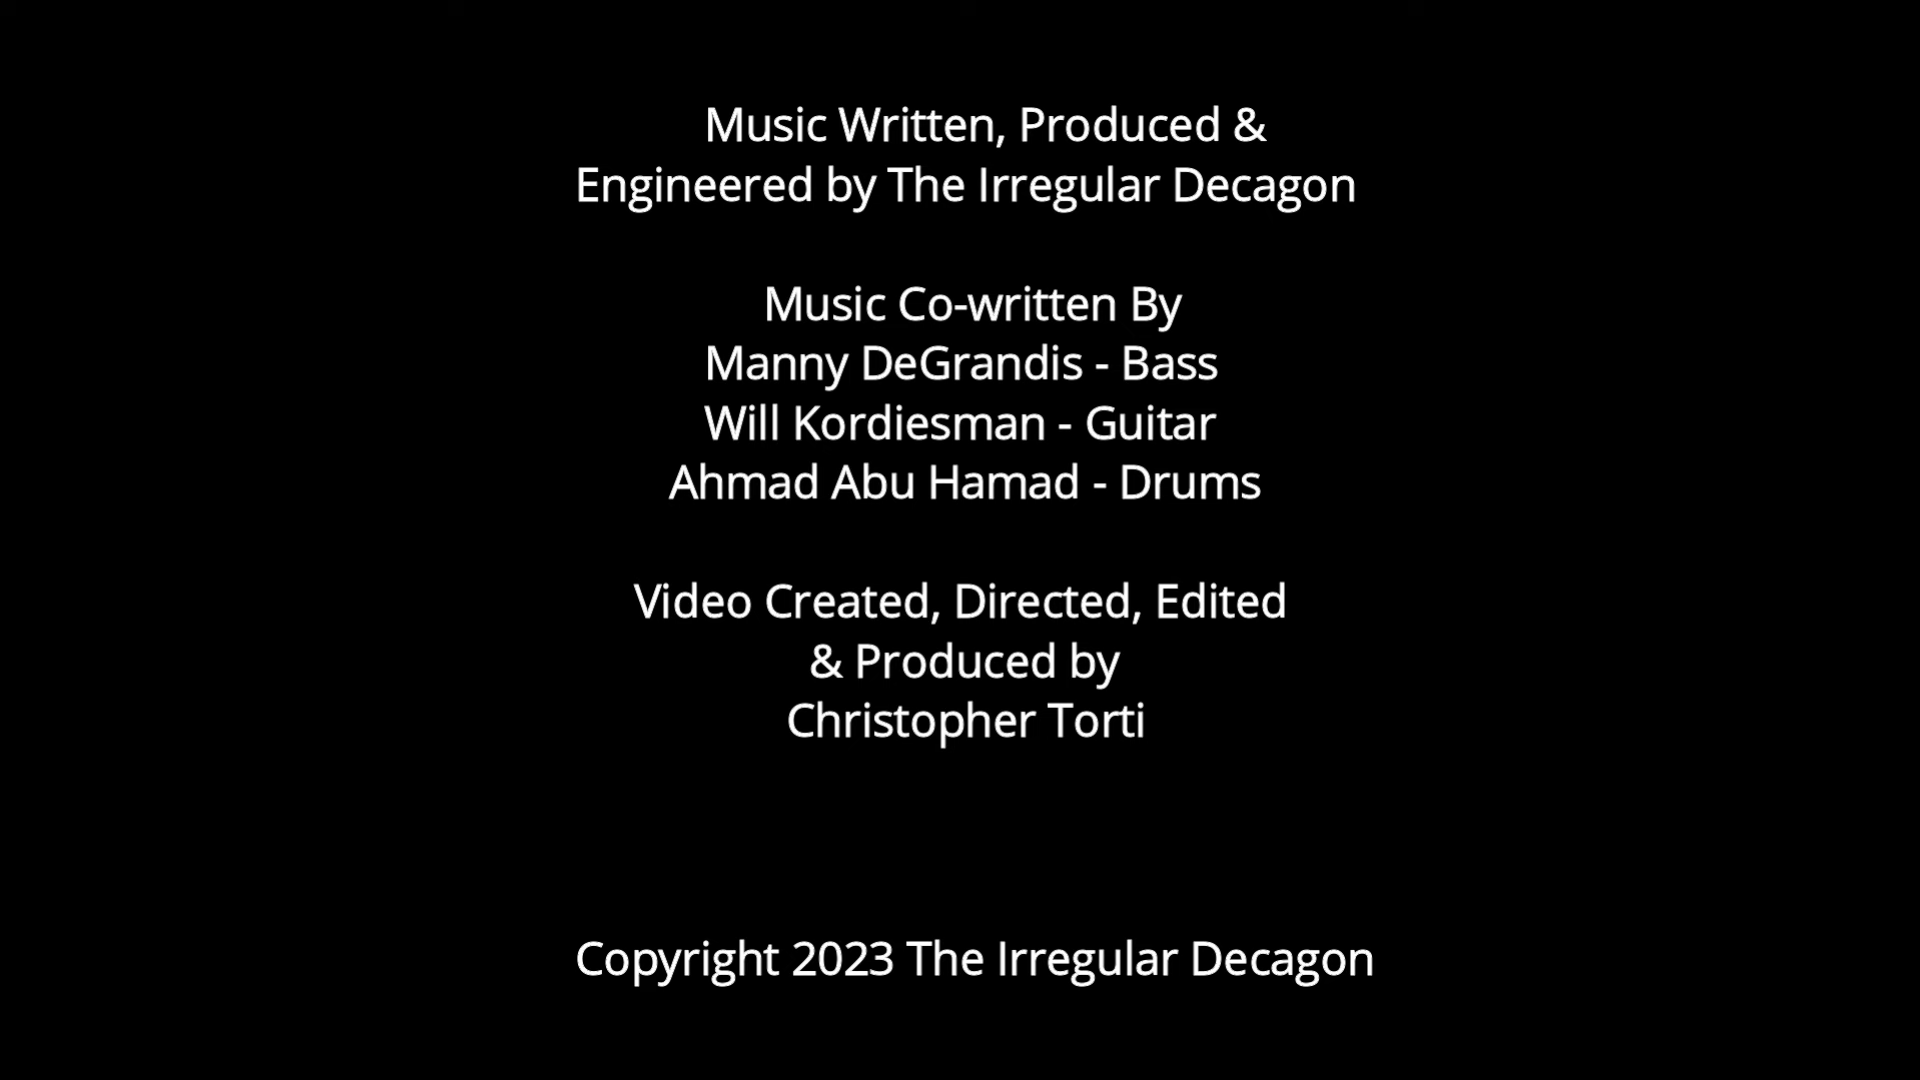 Music Written, Produced &
Engineered by The Irregular Decagon
Music Co-written By
Manny DeGrandis - Bass
Will Kordiesman - Guitar
Ahmad Abu Hamad - Drums
Video Created, Directed, Edited
& Produced by
Christopher Torti
Copyright 2023 The Irregular Decagon